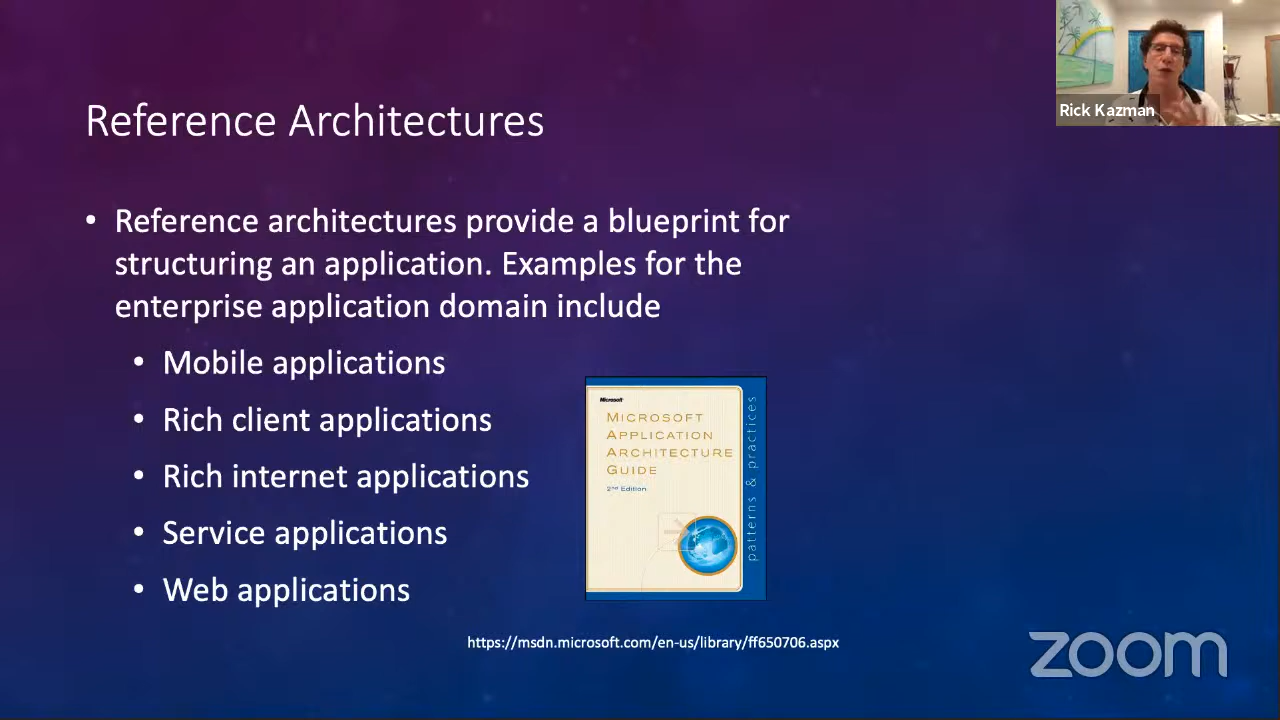 Rick Kazman
Reference Architectures
• Reference architectures provide a blueprint for
structuring an application. Examples for the
enterprise application domain include
• Mobile applications
• Rich client applications
• Rich internet applications
• Service applications
• Web applications
Microsoft
MICROSOFT
APPLICATION
ARCHITECTURE
GUIDE
2nd Edition
patterns & practices
https://msdn.microsoft.com/en-us/library/ff650706.aspx
zoom